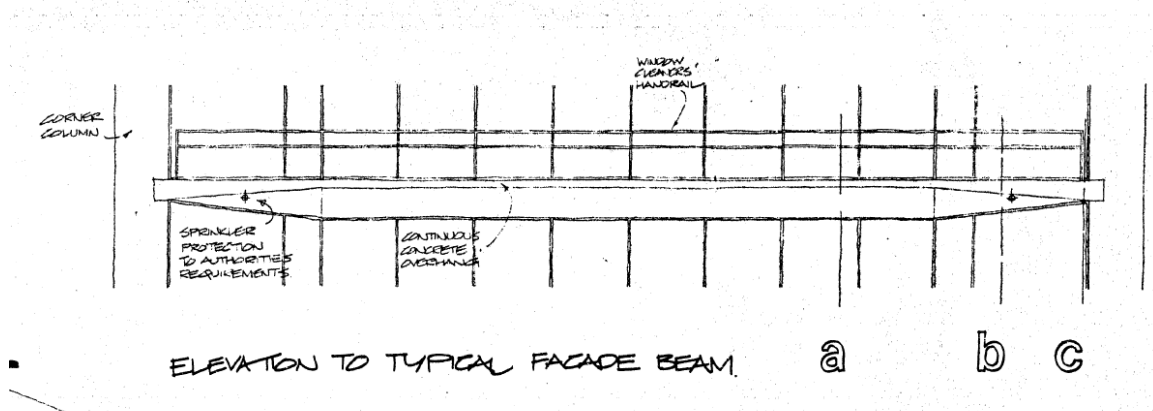 WINDOW
CLEANERS'
HANDRAIL
CORNER
COLUMN
SPRINKLER
PROTECTION
TO AUTHORITIES
REQUIREMENTS.
CONTINUOUS
CONCRETE
OVERHANG
ELEVATION TO TYPICAL FACADE BEAM.
a b c